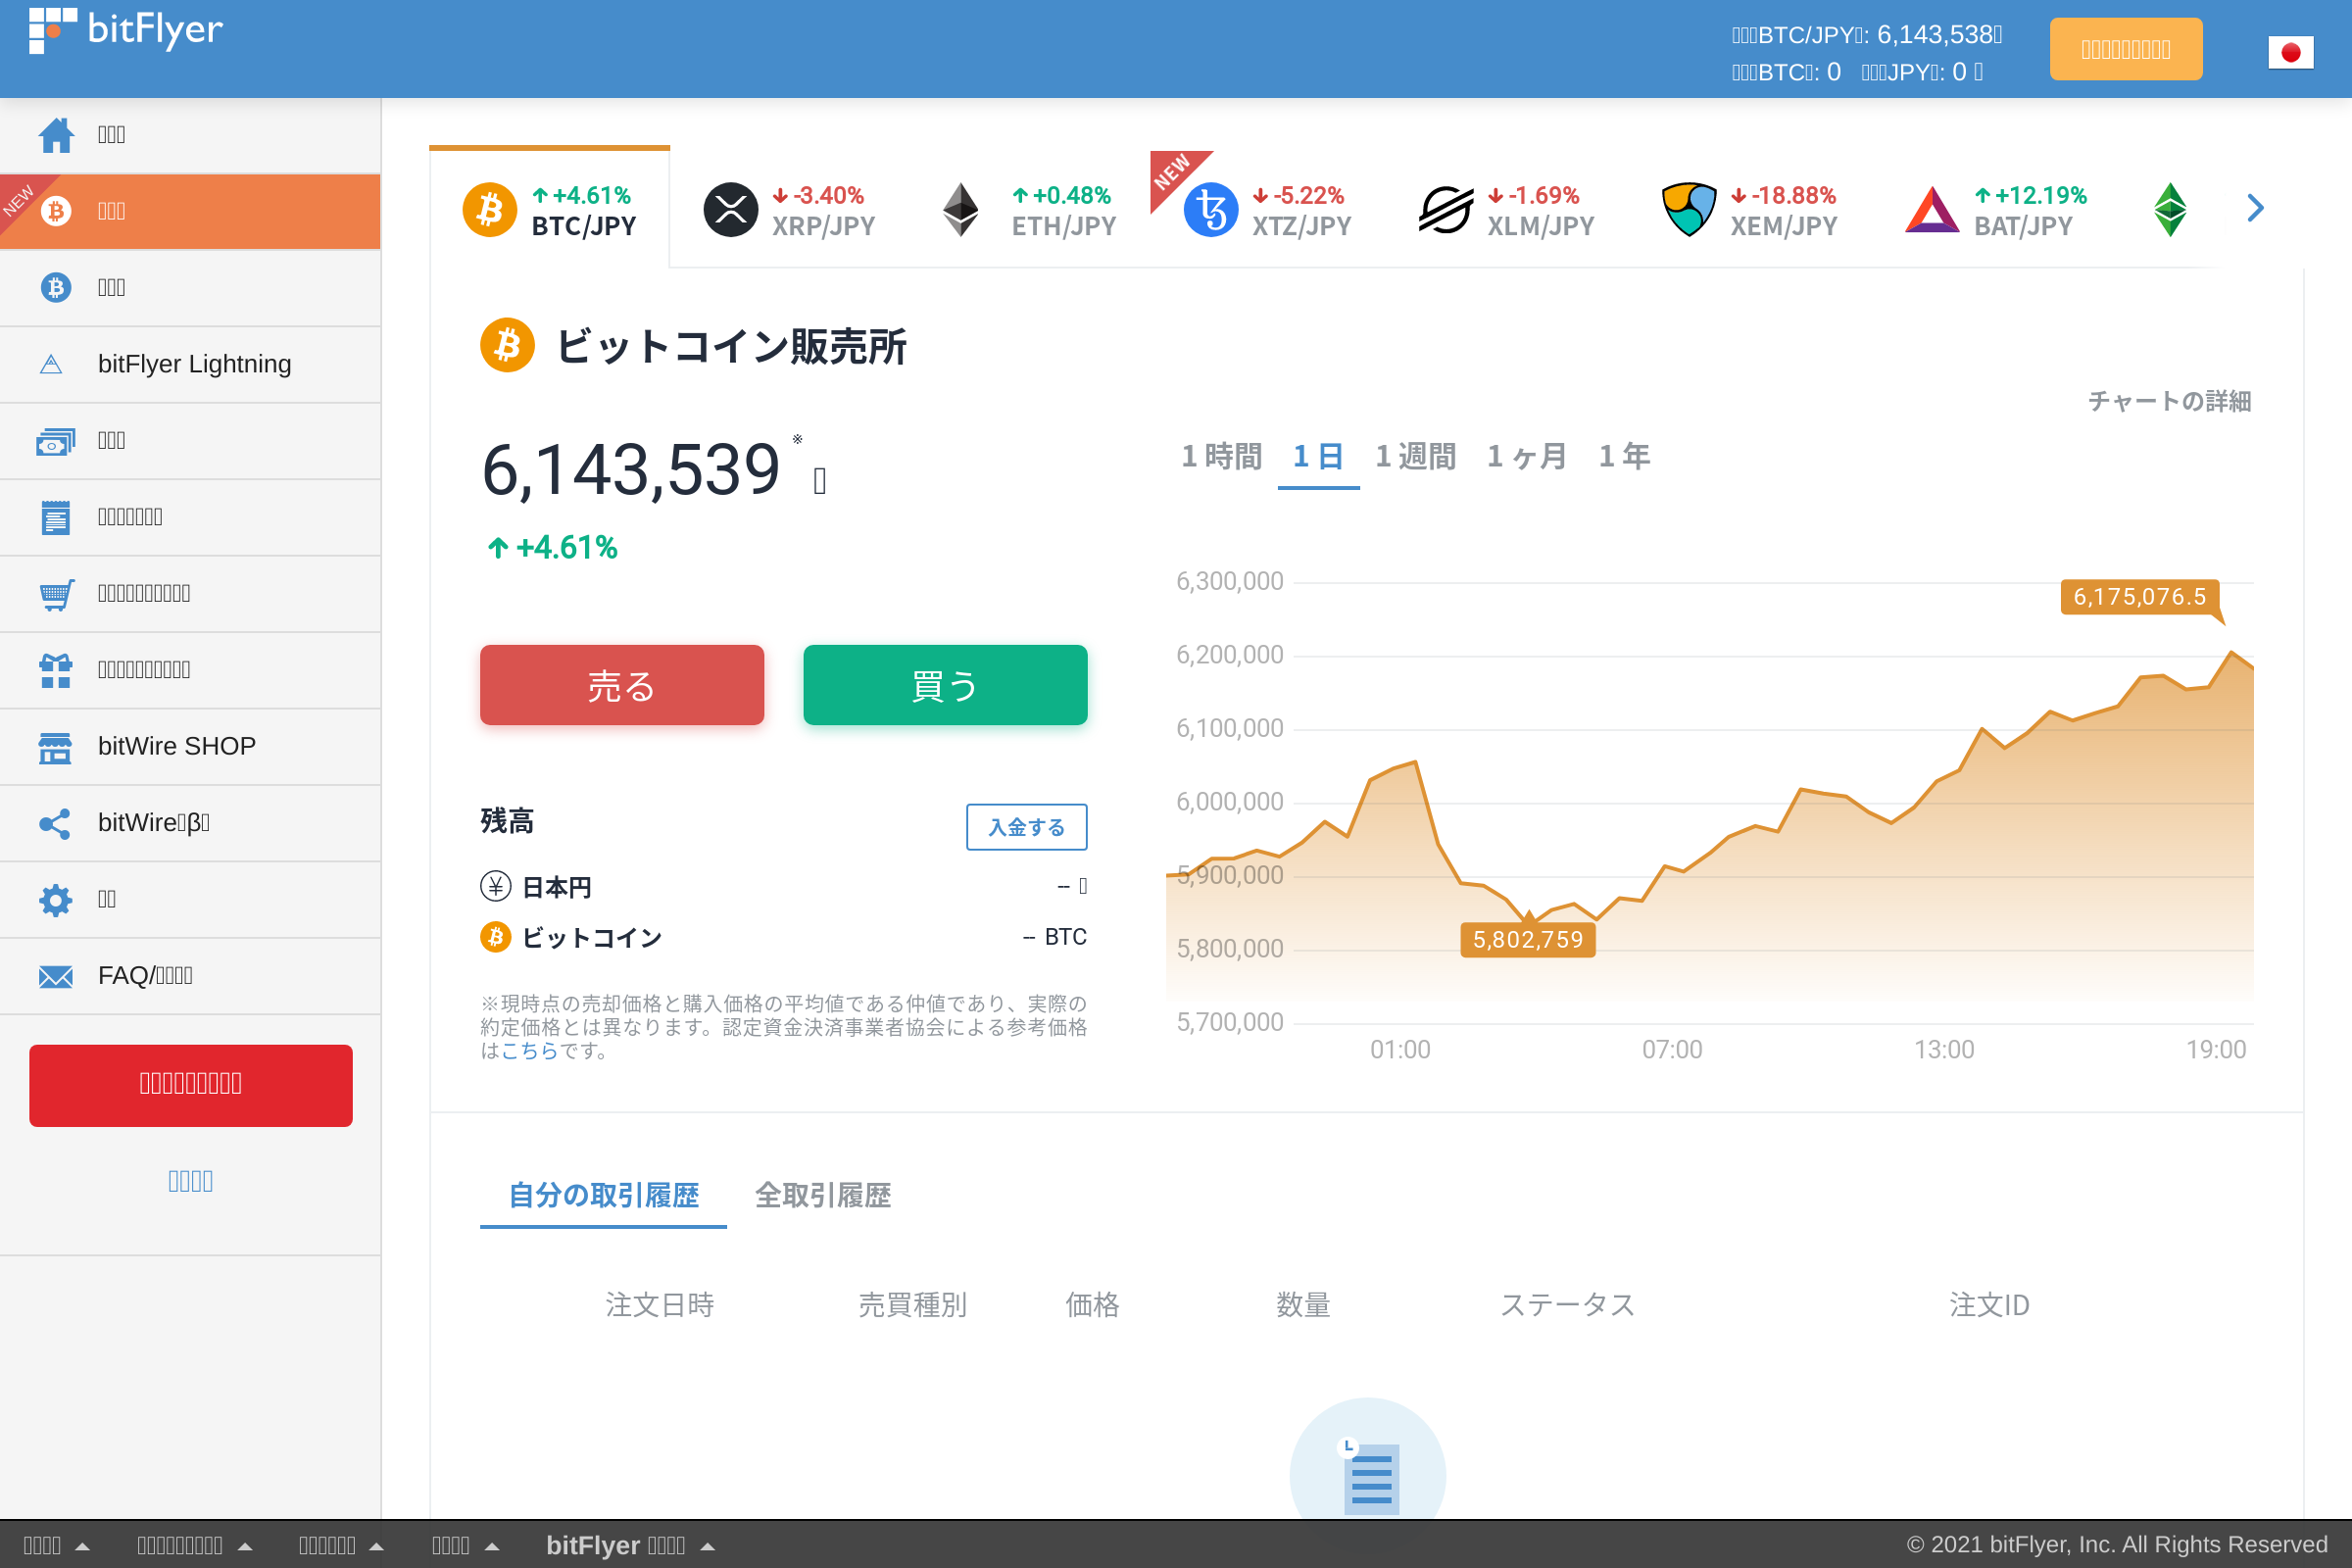 bitFlyer
BTC/JPY : 6,143,538
BTC : 0 JPY : 0
NEW
bitFlyer Lightning
bitWire SHOP
bitWire β
FAQ/
+4.61%
BTC/JPY
-3.40%
XRP/JPY
+0.48%
ETH/JPY
NEW
-5.22%
XTZ/JPY
-1.69%
XLM/JPY
-18.88%
XEM/JPY
+12.19%
BAT/JPY
ビットコイン販売所
チャートの詳細
6,143,539 ※
+4.61%
1 時間 1 日 1 週間 1 ヶ月 1 年
売る 買う
残高 入金する
日本円 --
ビットコイン -- BTC
※現時点の売却価格と購入価格の平均値である仲値であり、実際の
約定価格とは異なります。認定資金決済事業者協会による参考価格
はこちらです。
6,300,000
6,175,076.5
6,200,000
6,100,000
6,000,000
5,900,000
5,802,759
5,800,000
5,700,000
01:00 07:00 13:00 19:00
自分の取引履歴 全取引履歴
注文日時 売買種別 価格 数量 ステータス 注文ID
bitFlyer
© 2021 bitFlyer, Inc. All Rights Reserved